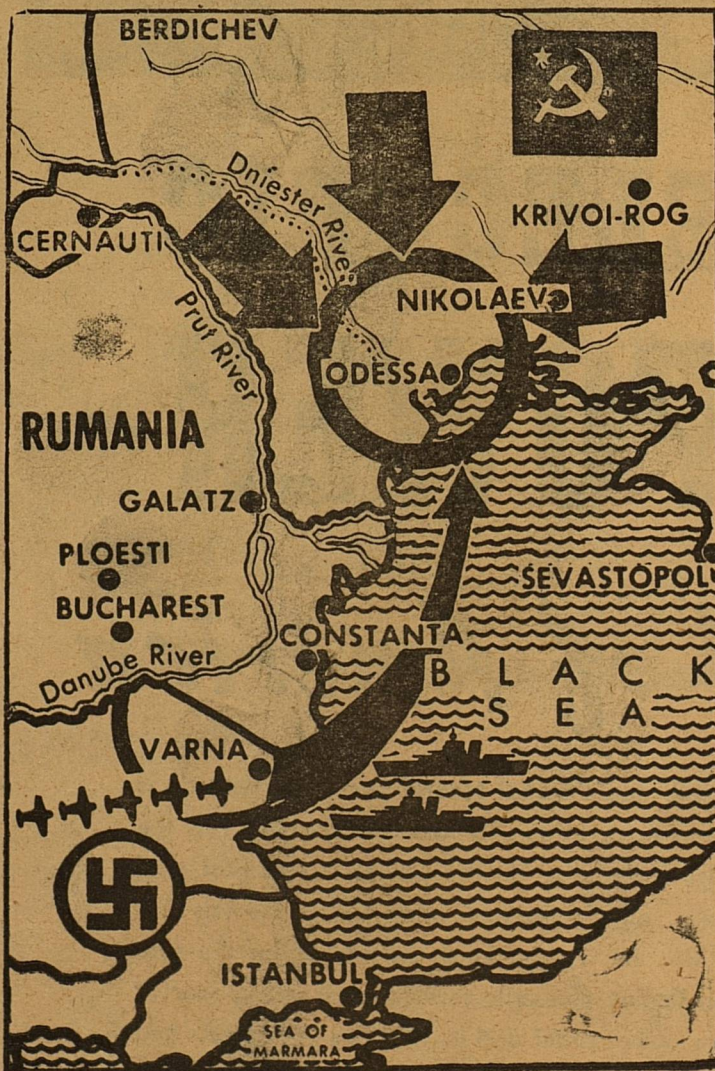 BERDICHEV
Dniester River
KRIVOI-ROG
CERNAUTI
NIKOLAEV
Prut River
ODESSA
RUMANIA
GALATZ
PLOESTI
SEVASTOPOL
BUCHAREST
CONSTANTA
Danube River
BLACK
SEA
VARNA
ISTANBUL
SEA OF
MARMARA